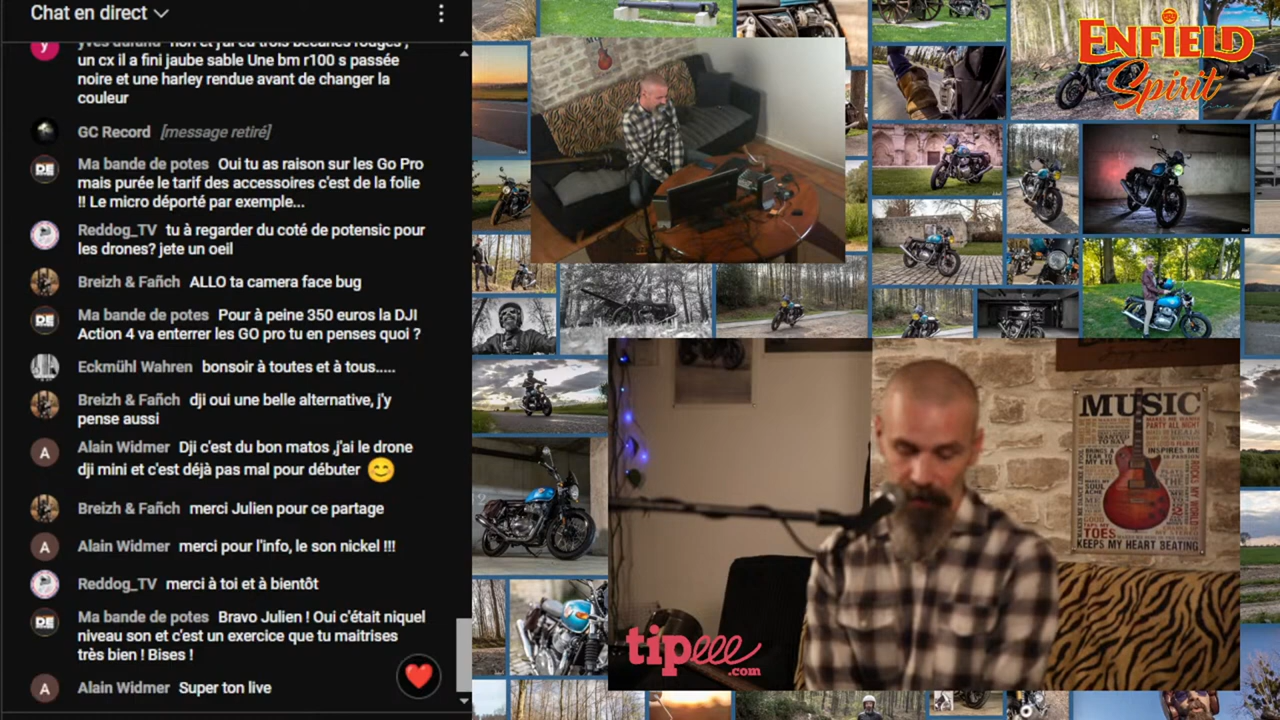 Chat en direct
yves durand non et j'ai eu trois bécanes rouges ,
un cx il a fini jaube sable Une bm r100 s passée
noire et une harley rendue avant de changer la
couleur
GC Record [message retiré]
Ma bande de potes Oui tu as raison sur les Go Pro
mais purée le tarif des accessoires c'est de la folie
!! Le micro déporté par exemple...
Reddog_TV tu à regarder du coté de potensic pour
les drones? jete un oeil
Breizh & Fañch ALLO ta camera face bug
Ma bande de potes Pour à peine 350 euros la DJI
Action 4 va enterrer les GO pro tu en penses quoi ?
Eckmühl Wahren bonsoir à toutes et à tous.....
Breizh & Fañch dji oui une belle alternative, j'y
pense aussi
Alain Widmer Dji c'est du bon matos ,j'ai le drone
dji mini et c'est déjà pas mal pour débuter 😊
Breizh & Fañch merci Julien pour ce partage
Alain Widmer merci pour l'info, le son nickel !!!
Reddog_TV merci à toi et à bientôt
Ma bande de potes Bravo Julien ! Oui c'était niquel
niveau son et c'est un exercice que tu maitrises
très bien ! Bises !
Alain Widmer Super ton live
ENFIELD
Spirit
MUSIC
INSPIRES ME
TOES
KEEPS MY HEART BEATING
tipeee
.com